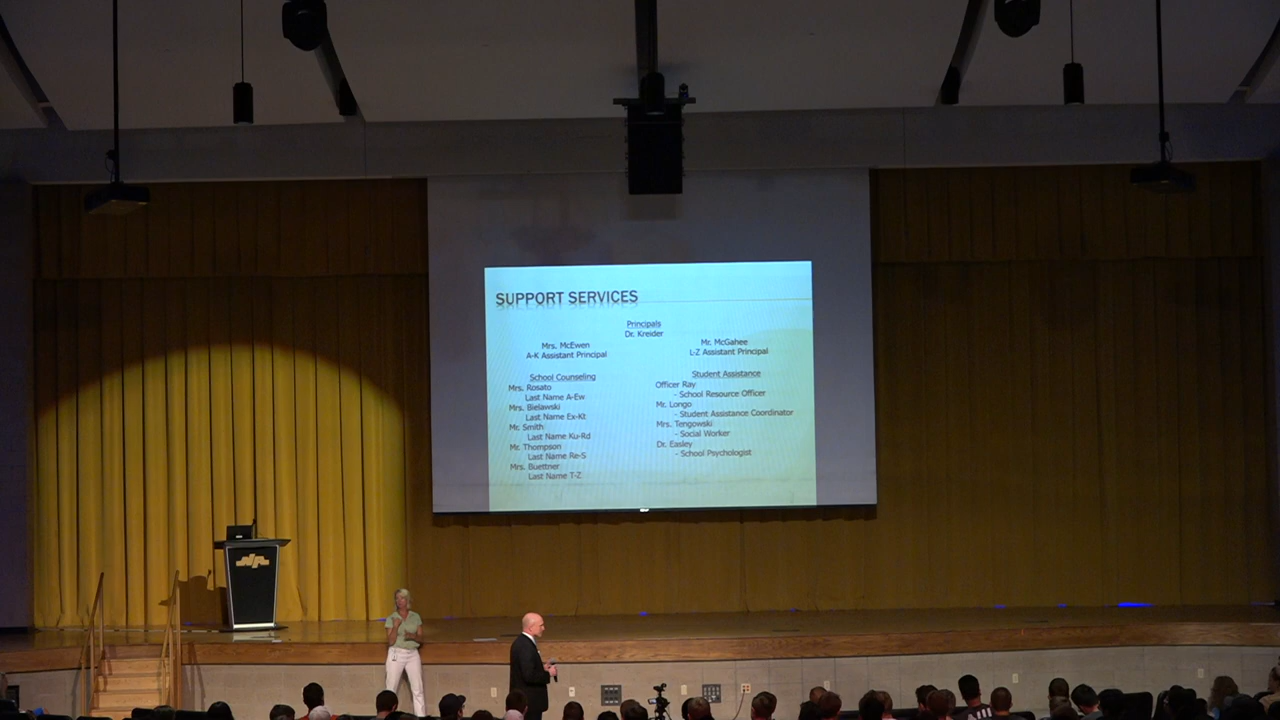 SUPPORT SERVICES
Principals
Dr. Kreider
Mrs. McEwen
A-K Assistant Principal
Mr. McGahee
L-Z Assistant Principal
School Counseling
Mrs. Rosato
Last Name A-Ew
Mrs. Bielawski
Last Name Ex-Kt
Mr. Smith
Last Name Ku-Rd
Mr. Thompson
Last Name Re-S
Mrs. Buettner
Last Name T-Z
Student Assistance
Officer Ray
- School Resource Officer
Mr. Longo
- Student Assistance Coordinator
Mrs. Tengowski
- Social Worker
Dr. Easley
- School Psychologist